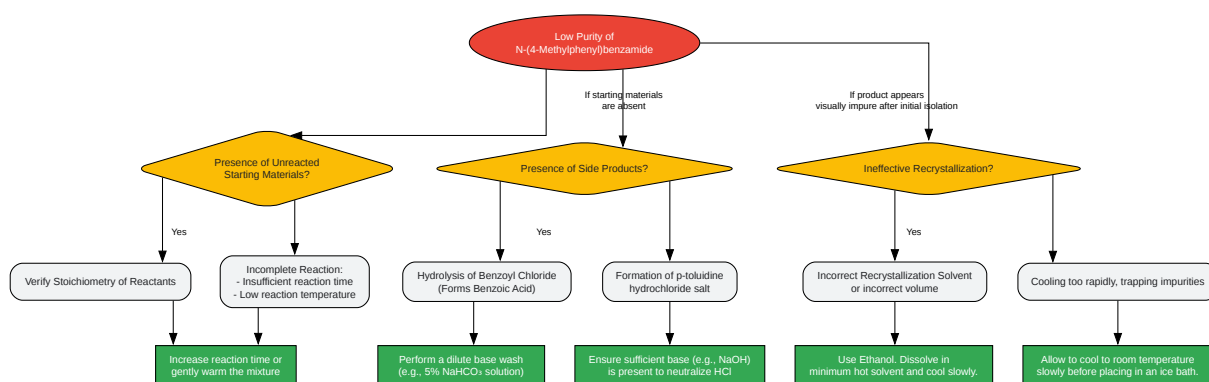 Low Purity of
N-(4-Methylphenyl)benzamide
If starting materials
are absent
If product appears
visually impure after initial isolation
Presence of Unreacted
Starting Materials?
Presence of Side Products?
Ineffective Recrystallization?
Yes
Yes
Yes
Verify Stoichiometry of Reactants
Incomplete Reaction:
- Insufficient reaction time
- Low reaction temperature
Hydrolysis of Benzoyl Chloride
(Forms Benzoic Acid)
Formation of p-toluidine
hydrochloride salt
Incorrect Recrystallization Solvent
or incorrect volume
Cooling too rapidly, trapping impurities
Increase reaction time or
gently warm the mixture
Perform a dilute base wash
(e.g., 5% NaHCO₃ solution)
Ensure sufficient base (e.g., NaOH)
is present to neutralize HCl
Use Ethanol. Dissolve in
minimum hot solvent and cool slowly.
Allow to cool to room temperature
slowly before placing in an ice bath.